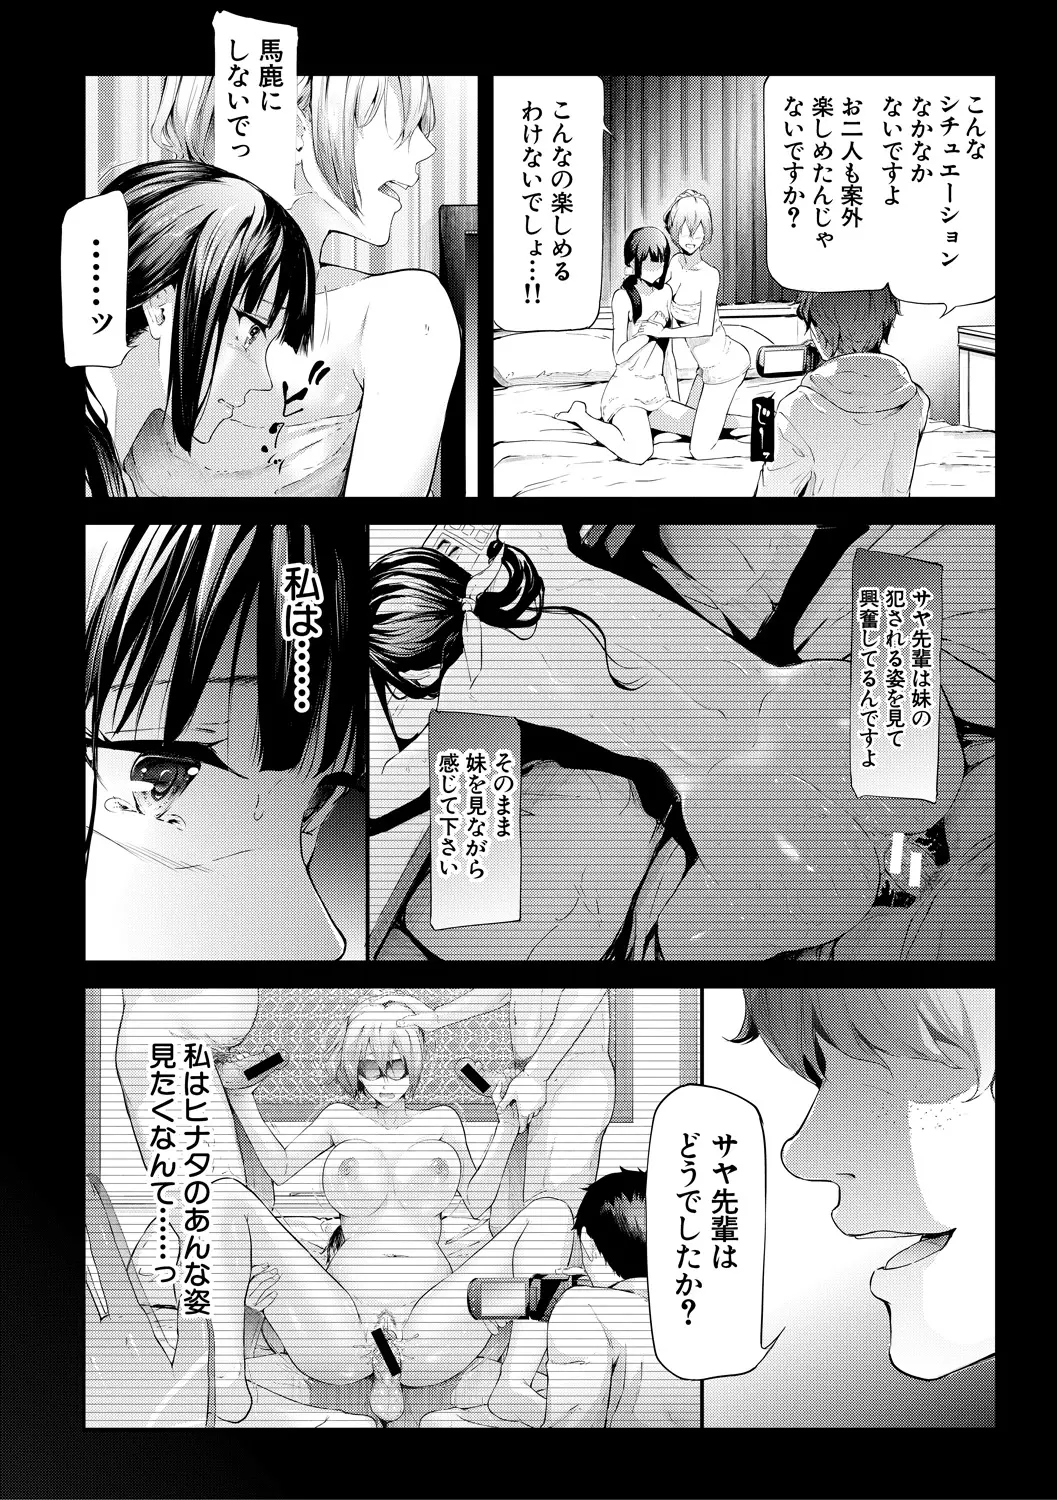 こんな
シチュエーション
なかなか
ないですよ
お二人も案外
楽しめたんじゃ
ないですか?
こんなの楽しめる
わけないでしょ…!!
じーッ
馬鹿に
しないでっ
……ッ
ビッ
サヤ先輩は妹の
犯される姿を見て
興奮してるんですよ
そのまま
妹を見ながら
感じて下さい
私は……
サヤ先輩は
どうでしたか?
私はヒナタのあんな姿
見たくなんて……っ